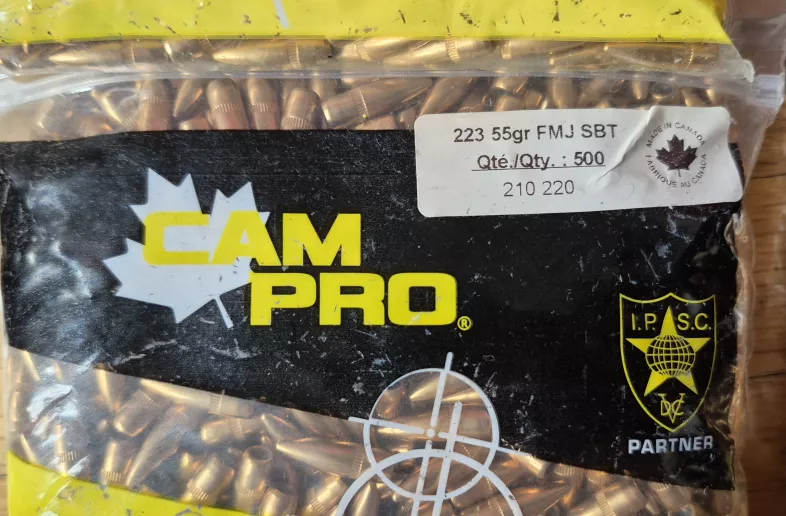 223 55gr FMJ SBT
Qté./Qty. : 500
210 220
MADE IN CANADA
FABRIQUÉ AU CANADA
CAM
PRO®
I.P.S.C.
DVC
PARTNER